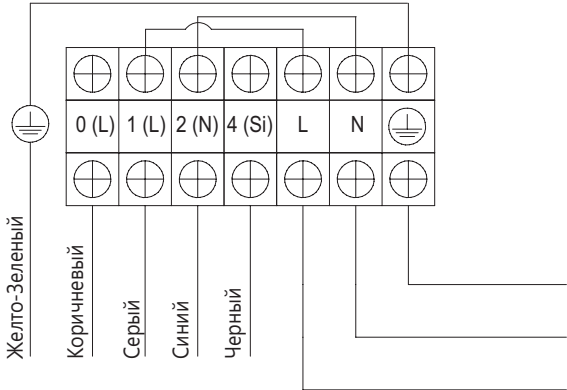 0 (L) 1 (L) 2 (N) 4 (Si) L N
Желто-Зеленый
Коричневый
Серый
Синий
Черный